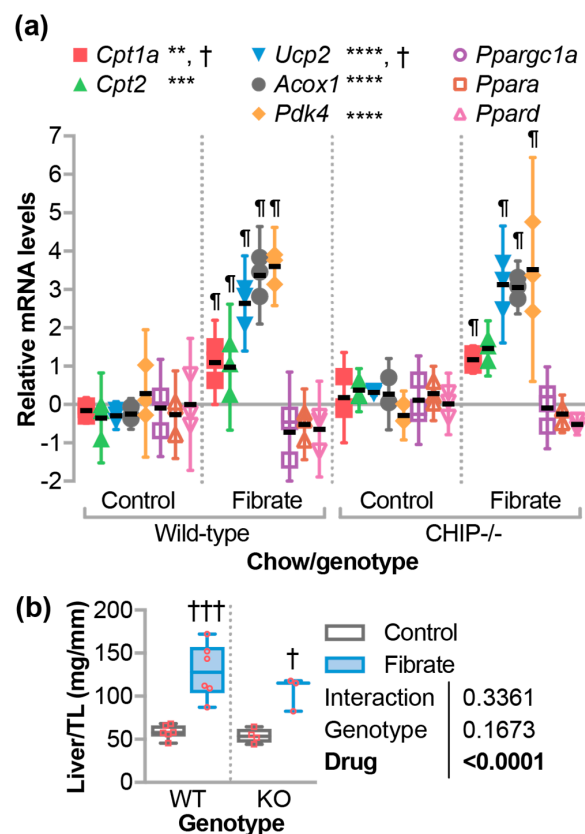 (a)
Cpt1a **, †
Ucp2 ****, †
Ppargc1a
Cpt2 ***
Acox1 ****
Ppara
Pdk4 ****
Ppard
Relative mRNA levels
7
6
5
4
3
2
1
0
-1
-2
¶ ¶ ¶ ¶ ¶
¶ ¶ ¶ ¶
Control Fibrate Control Fibrate
Wild-type CHIP-/-
Chow/genotype
(b)
Liver/TL (mg/mm)
200
150
100
50
0
††† †
WT KO
Genotype
Control
Fibrate
Interaction 0.3361
Genotype 0.1673
Drug <0.0001